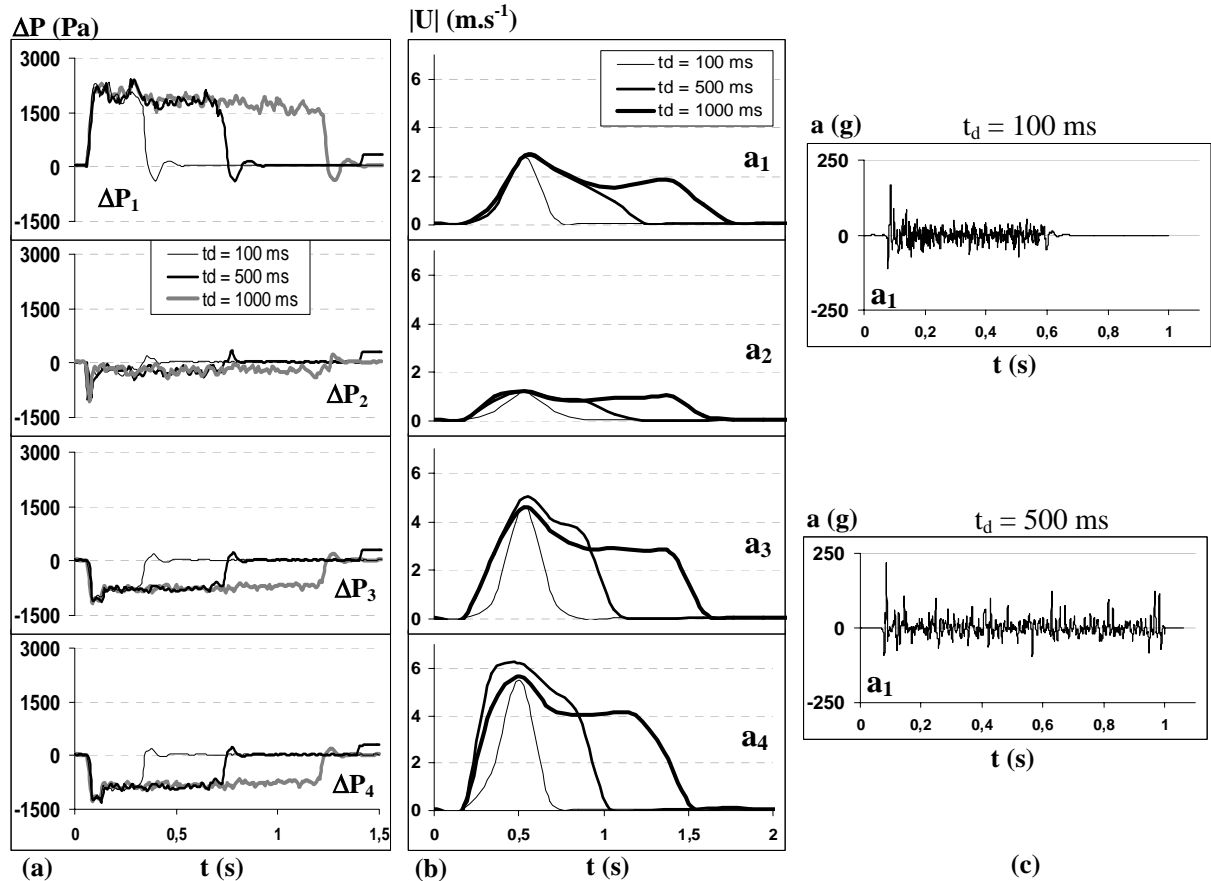 ΔP (Pa)
3000
1500
0
-1500
ΔP1
3000
1500
0
-1500
td = 100 ms
td = 500 ms
td = 1000 ms
ΔP2
3000
1500
0
-1500
ΔP3
3000
1500
0
-1500
ΔP4
0
0,5
1
1,5
(a)
t (s)
|U| (m.s-1)
6
4
2
0
td = 100 ms
td = 500 ms
td = 1000 ms
a1
6
4
2
0
a2
6
4
2
0
a3
6
4
2
0
a4
0
0,5
1
1,5
2
(b)
t (s)
a (g)
td = 100 ms
250
0
-250
a1
0
0,2
0,4
0,6
0,8
1
t (s)
a (g)
td = 500 ms
250
0
-250
a1
0
0,2
0,4
0,6
0,8
1
t (s)
(c)